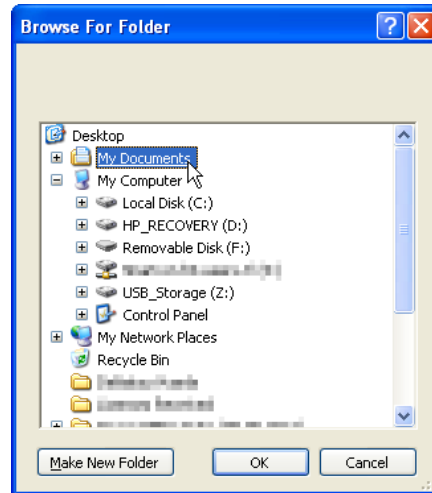 Browse For Folder
Desktop
My Documents
My Computer
Local Disk (C:)
HP_RECOVERY (D:)
Removable Disk (F:)
USB_Storage (Z:)
Control Panel
My Network Places
Recycle Bin
Make New Folder OK Cancel